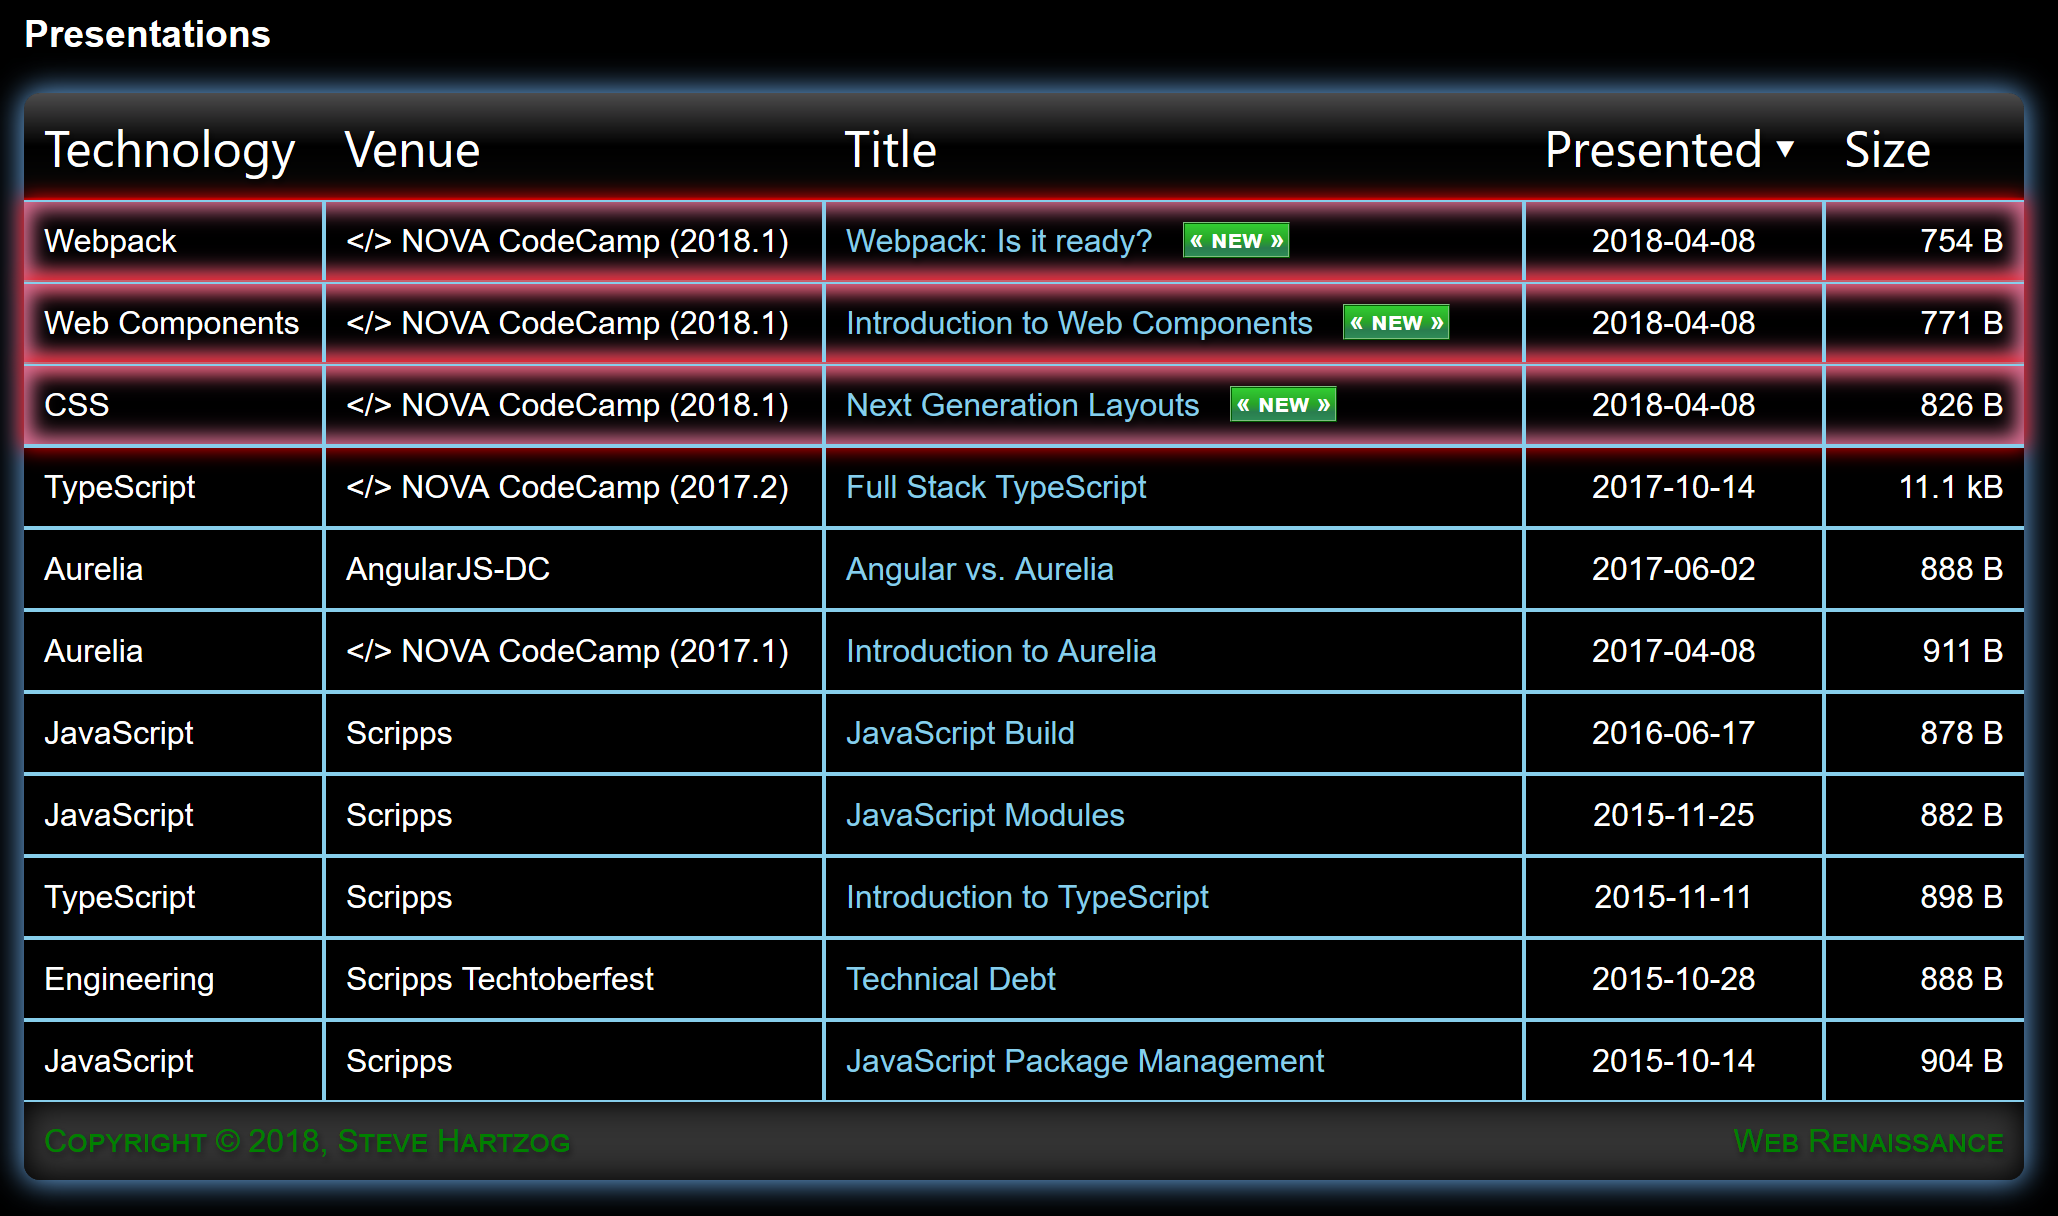 Presentations
Technology Venue Title Presented ▼ Size
Webpack </> NOVA CodeCamp (2018.1) Webpack: Is it ready? « NEW » 2018-04-08 754 B
Web Components </> NOVA CodeCamp (2018.1) Introduction to Web Components « NEW » 2018-04-08 771 B
CSS </> NOVA CodeCamp (2018.1) Next Generation Layouts « NEW » 2018-04-08 826 B
TypeScript </> NOVA CodeCamp (2017.2) Full Stack TypeScript 2017-10-14 11.1 kB
Aurelia AngularJS-DC Angular vs. Aurelia 2017-06-02 888 B
Aurelia </> NOVA CodeCamp (2017.1) Introduction to Aurelia 2017-04-08 911 B
JavaScript Scripps JavaScript Build 2016-06-17 878 B
JavaScript Scripps JavaScript Modules 2015-11-25 882 B
TypeScript Scripps Introduction to TypeScript 2015-11-11 898 B
Engineering Scripps Techtoberfest Technical Debt 2015-10-28 888 B
JavaScript Scripps JavaScript Package Management 2015-10-14 904 B
Copyright © 2018, Steve Hartzog Web Renaissance